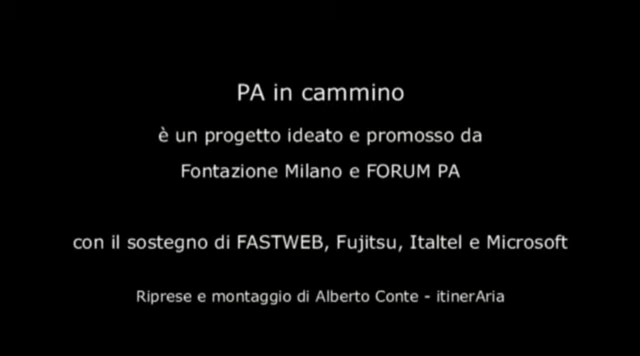 PA in cammino
è un progetto ideato e promosso da
Fontazione Milano e FORUM PA
con il sostegno di FASTWEB, Fujitsu, Italtel e Microsoft
Riprese e montaggio di Alberto Conte - itinerAria